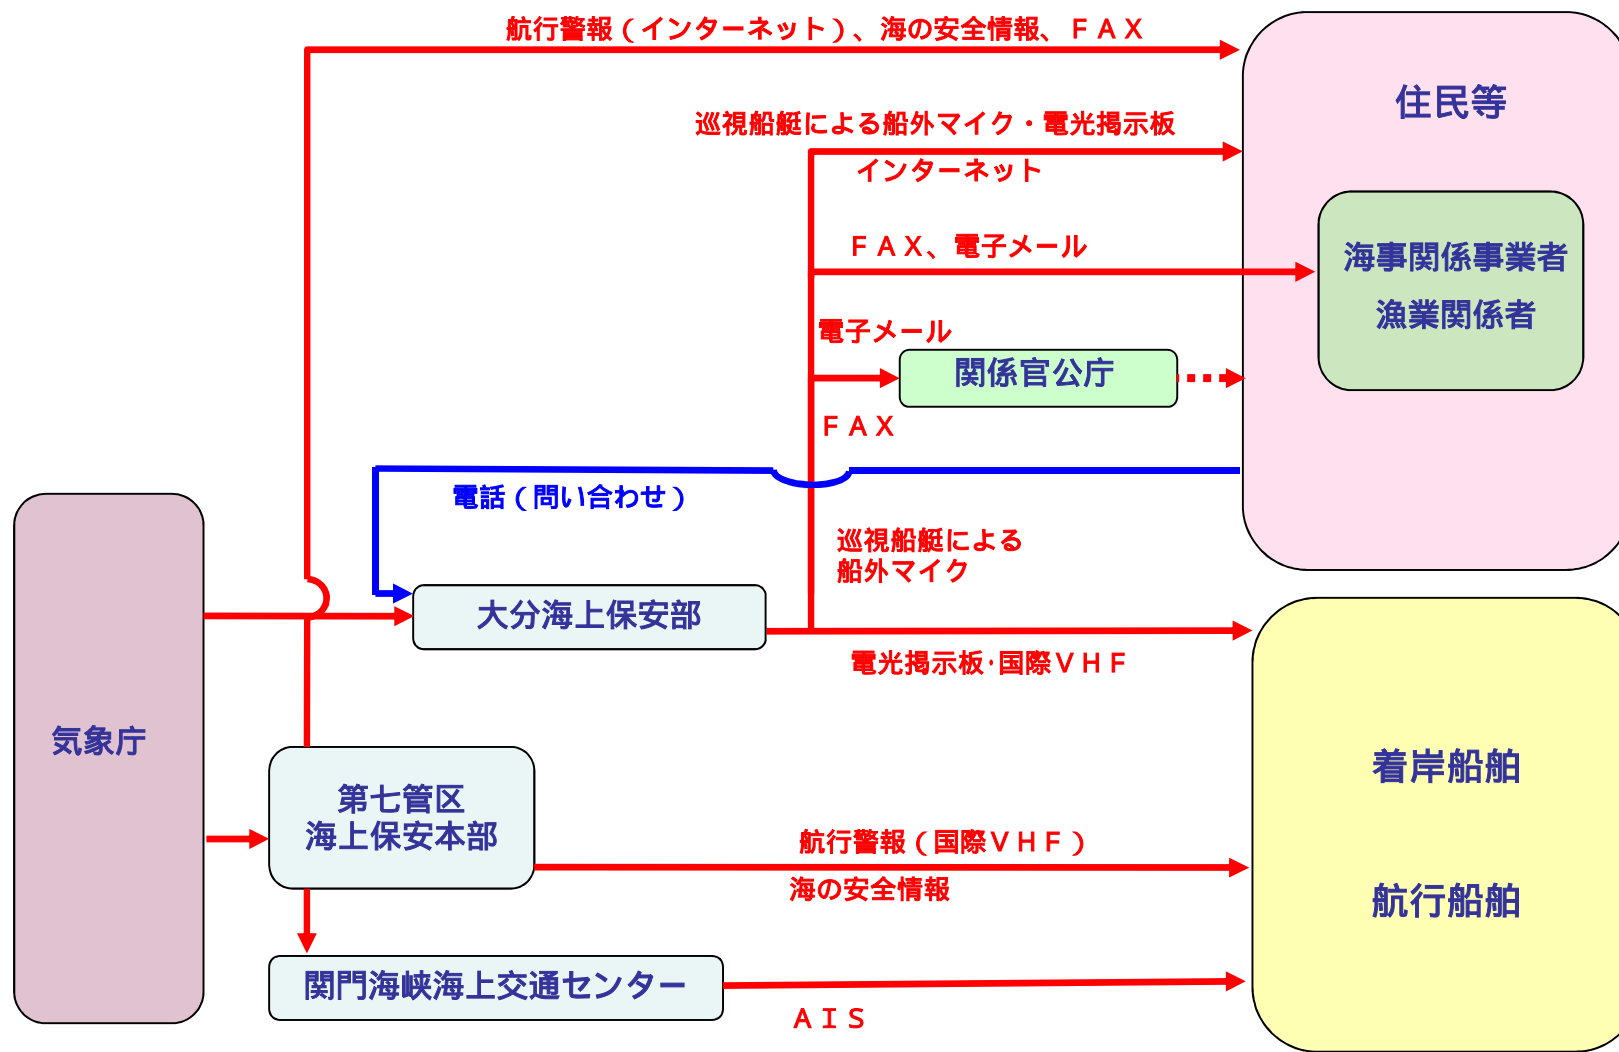 航行警報（インターネット）、海の安全情報、ＦＡＸ
住民等
巡視船艇による船外マイク・電光掲示板
インターネット
ＦＡＸ、電子メール
海事関係事業者
漁業関係者
電子メール
関係官公庁
ＦＡＸ
電話（問い合わせ）
巡視船艇による
船外マイク
大分海上保安部
電光掲示板・国際ＶＨＦ
気象庁
着岸船舶
第七管区
海上保安本部
航行警報（国際ＶＨＦ）
海の安全情報
航行船舶
関門海峡海上交通センター
ＡＩＳ